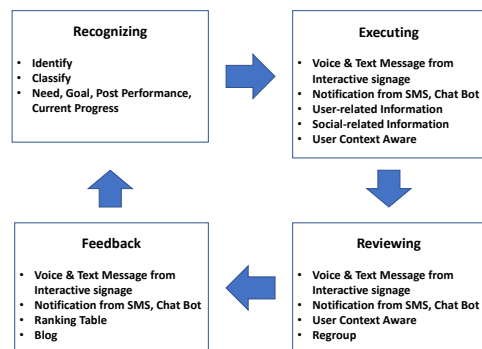 Recognizing
• Identify
• Classify
• Need, Goal, Post Performance,
Current Progress
Executing
• Voice & Text Message from
Interactive signage
• Notification from SMS, Chat Bot
• User-related Information
• Social-related Information
• User Context Aware
Feedback
• Voice & Text Message from
Interactive signage
• Notification from SMS, Chat Bot
• Ranking Table
• Blog
Reviewing
• Voice & Text Message from
Interactive signage
• Notification from SMS, Chat Bot
• User Context Aware
• Regroup